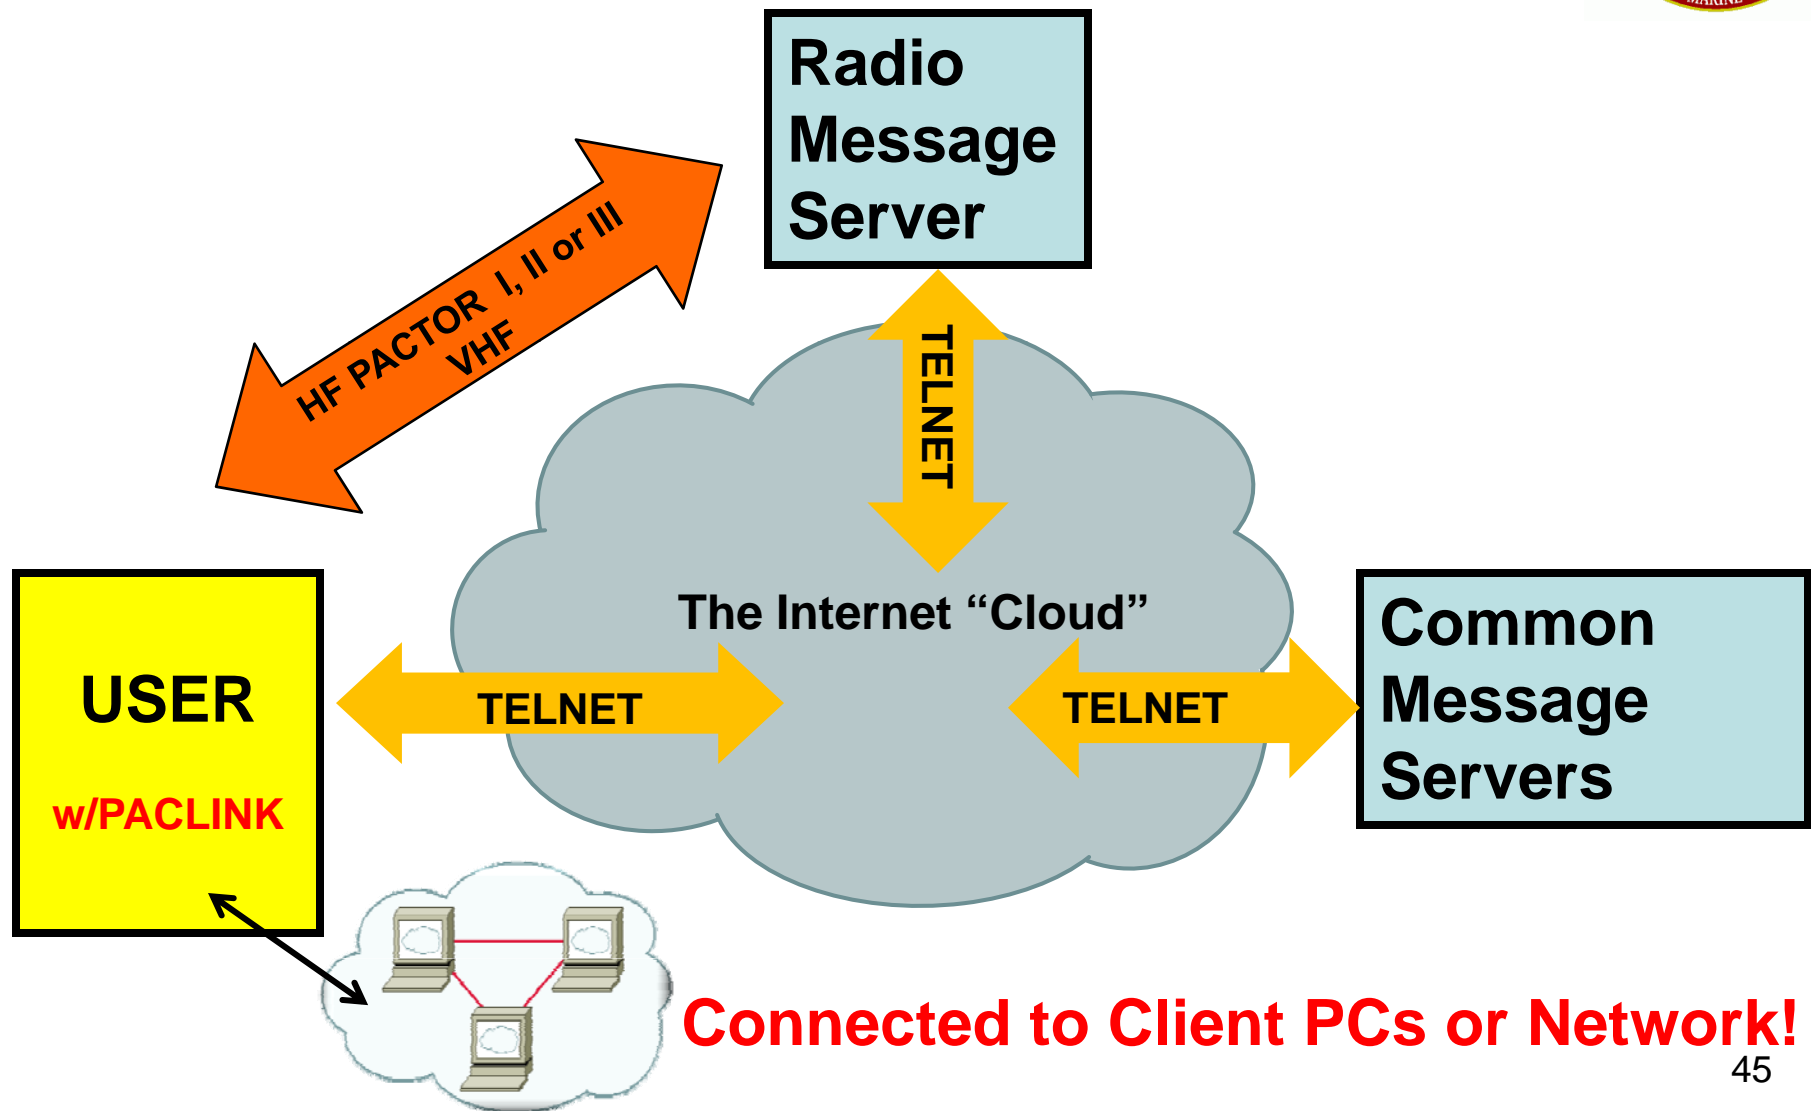 MARINE
Radio
Message
Server
HF PACTOR I, II or III
VHF
TELNET
The Internet “Cloud”
USER
w/PACLINK
TELNET
TELNET
Common
Message
Servers
Connected to Client PCs or Network!
45